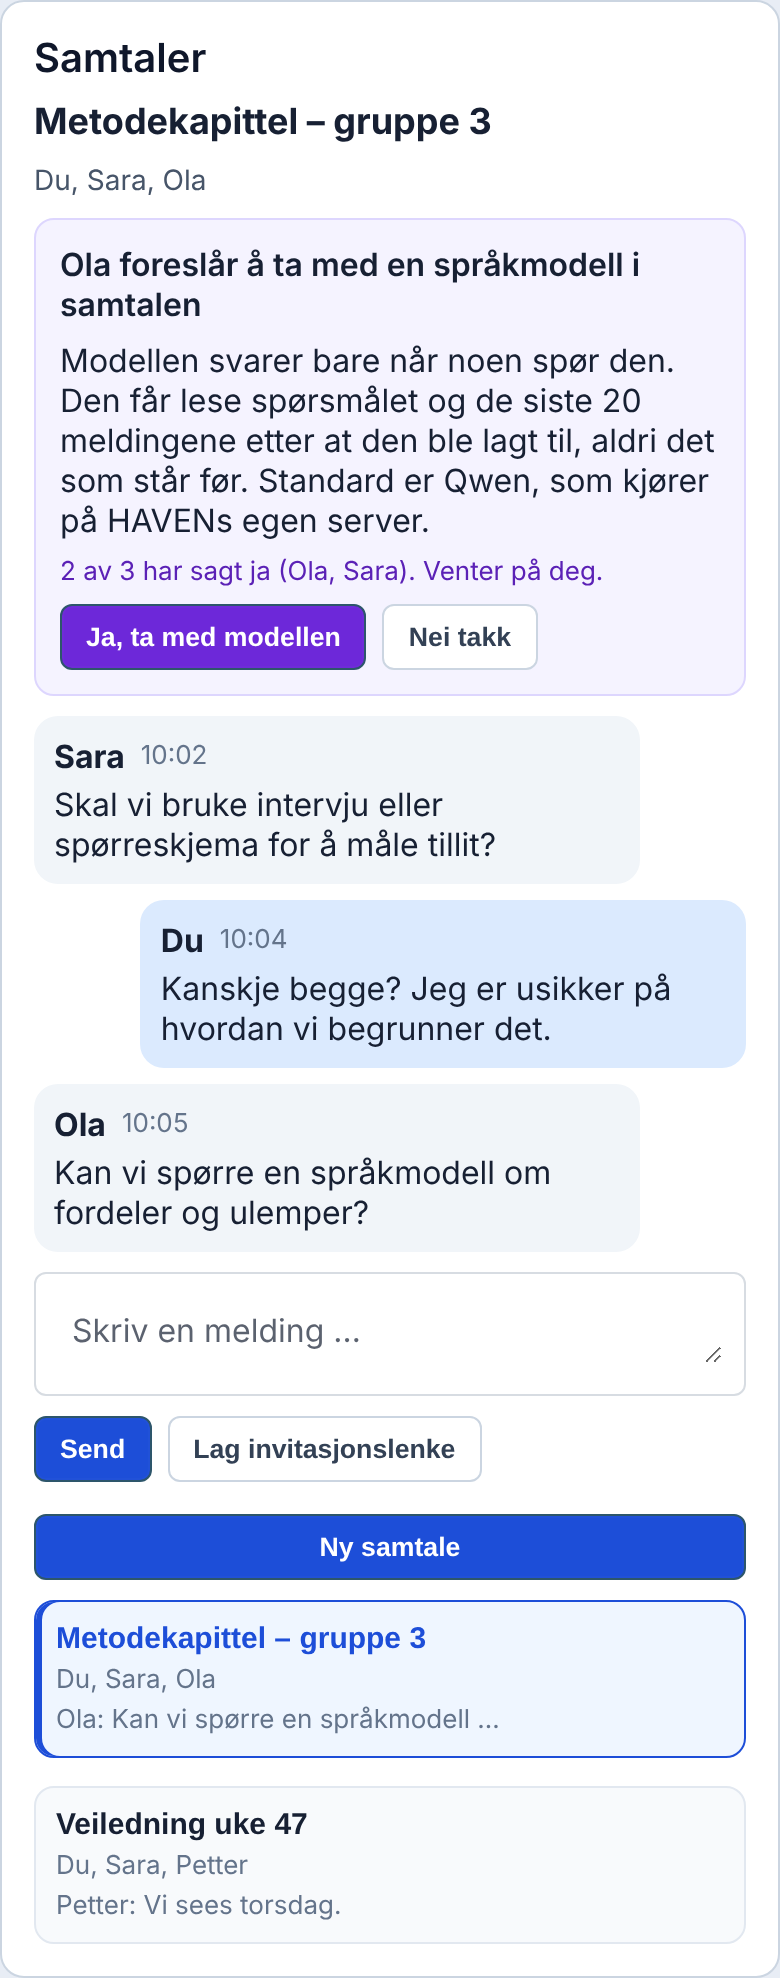 Samtaler
Metodekapittel – gruppe 3
Du, Sara, Ola
Ola foreslår å ta med en språkmodell i
samtalen
Modellen svarer bare når noen spør den.
Den får lese spørsmålet og de siste 20
meldingene etter at den ble lagt til, aldri det
som står før. Standard er Qwen, som kjører
på HAVENs egen server.
2 av 3 har sagt ja (Ola, Sara). Venter på deg.
Ja, ta med modellen
Nei takk
Sara 10:02
Skal vi bruke intervju eller
spørreskjema for å måle tillit?
Du 10:04
Kanskje begge? Jeg er usikker på
hvordan vi begrunner det.
Ola 10:05
Kan vi spørre en språkmodell om
fordeler og ulemper?
Skriv en melding …
Send
Lag invitasjonslenke
Ny samtale
Metodekapittel – gruppe 3
Du, Sara, Ola
Ola: Kan vi spørre en språkmodell …
Veiledning uke 47
Du, Sara, Petter
Petter: Vi sees torsdag.